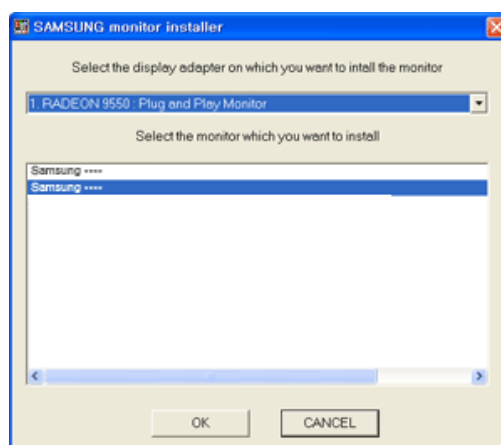 SAMSUNG monitor installer
Select the display adapter on which you want to intall the monitor
1. RADEON 9550 : Plug and Play Monitor
Select the monitor which you want to install
Samsung ----
Samsung ----
OK
CANCEL